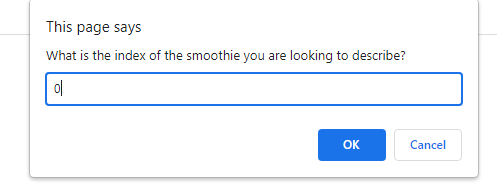 This page says
What is the index of the smoothie you are looking to describe?
0
OK
Cancel